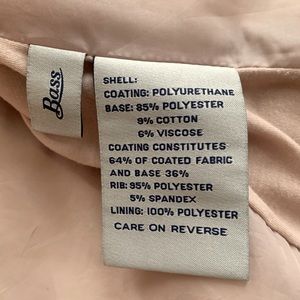 Bass
SHELL:
COATING: POLYURETHANE
BASE: 85% POLYESTER
9% COTTON
6% VISCOSE
COATING CONSTITUTES
64% OF COATED FABRIC
AND BASE 36%
RIB: 95% POLYESTER
5% SPANDEX
LINING: 100% POLYESTER
CARE ON REVERSE